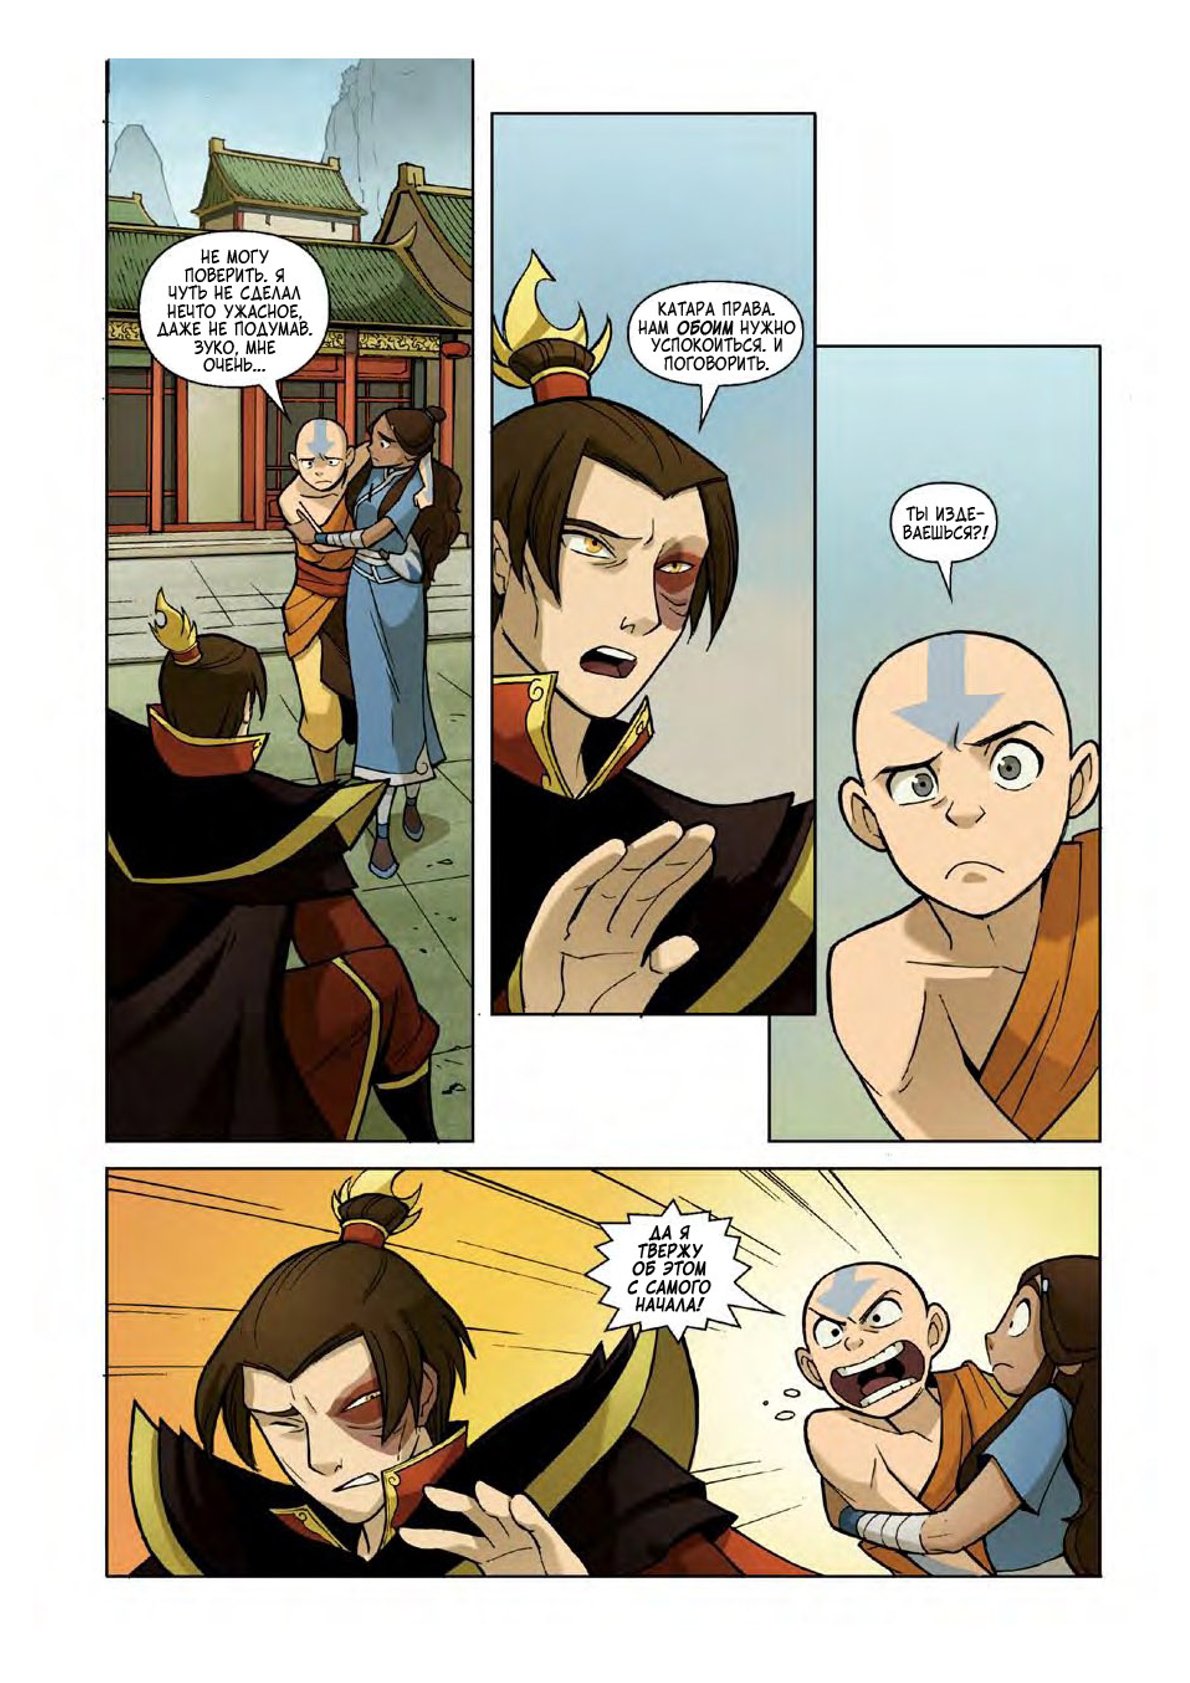 НЕ МОГУ
ПОВЕРИТЬ. Я
ЧУТЬ НЕ СДЕЛАЛ
НЕЧТО УЖАСНОЕ,
ДАЖЕ НЕ ПОДУМАВ.
ЗУКО, МНЕ
ОЧЕНЬ...
КАТАРА ПРАВА.
НАМ ОБОИМ НУЖНО
УСПОКОИТЬСЯ. И
ПОГОВОРИТЬ.
ТЫ ИЗДЕ-
ВАЕШЬСЯ?!
ДА Я
ТВЕРЖУ
ОБ ЭТОМ
С САМОГО
НАЧАЛА!